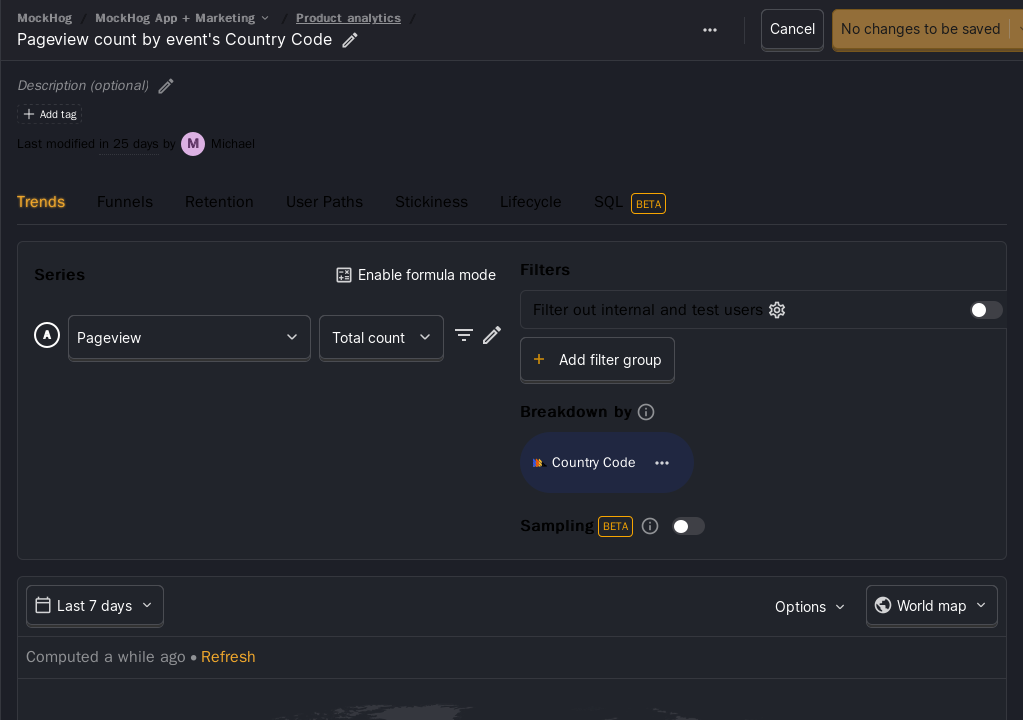 MockHog / MockHog App + Marketing / Product analytics /
Pageview count by event's Country Code
Cancel
No changes to be saved
Description (optional)
Add tag
Last modified in 25 days by M Michael
Trends Funnels Retention User Paths Stickiness Lifecycle SQL BETA
Series
Enable formula mode
A Pageview Total count
Filters
Filter out internal and test users
+ Add filter group
Breakdown by
Country Code
Sampling BETA
Last 7 days
Options
World map
Computed a while ago • Refresh